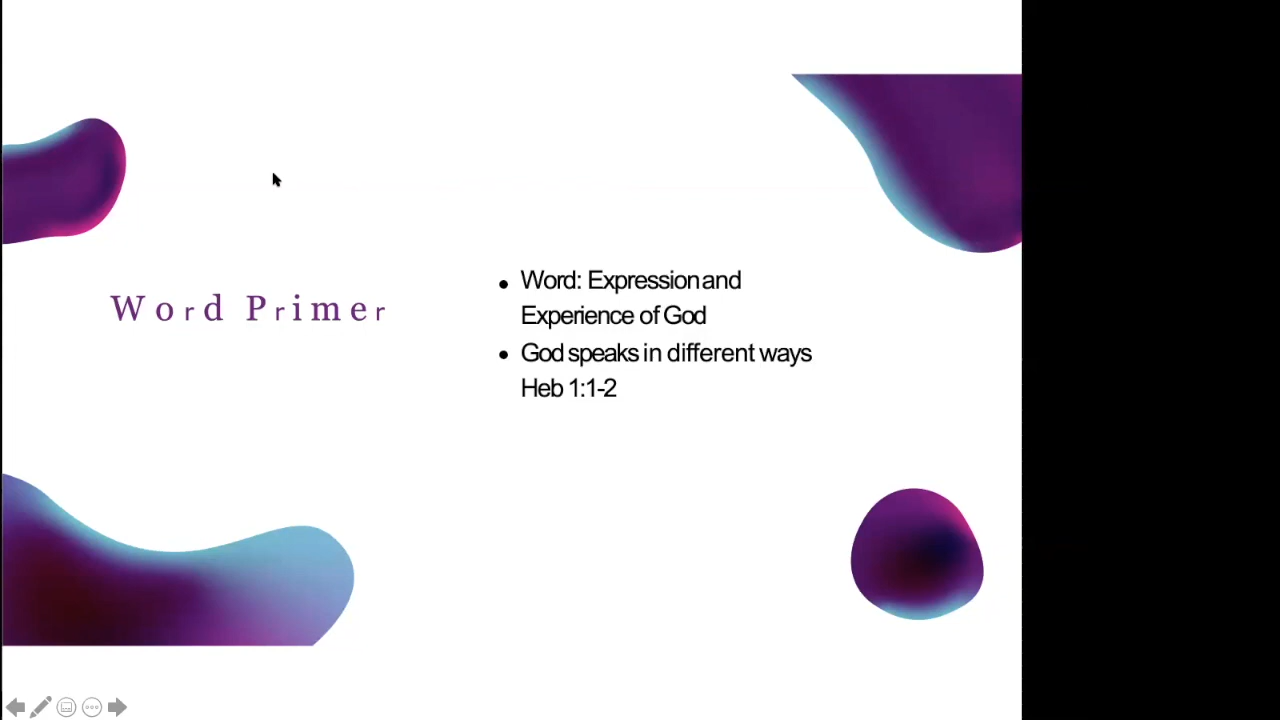 Word Primer
• Word: Expression and
Experience of God
• God speaks in different ways
Heb 1:1-2